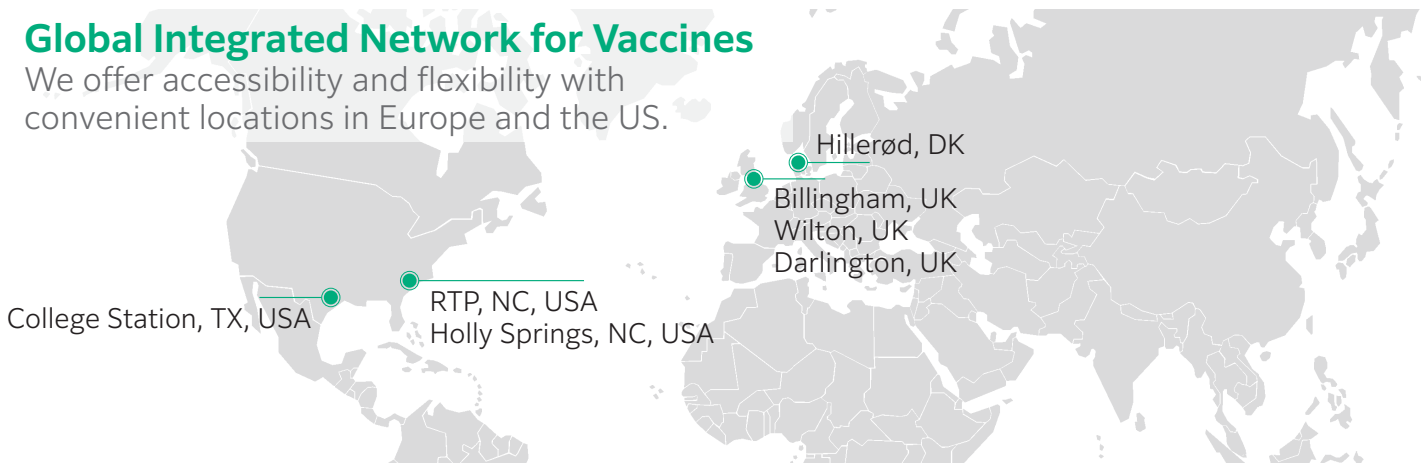 Global Integrated Network for Vaccines
We offer accessibility and flexibility with
convenient locations in Europe and the US.
Hillerød, DK
Billingham, UK
Wilton, UK
Darlington, UK
College Station, TX, USA
RTP, NC, USA
Holly Springs, NC, USA